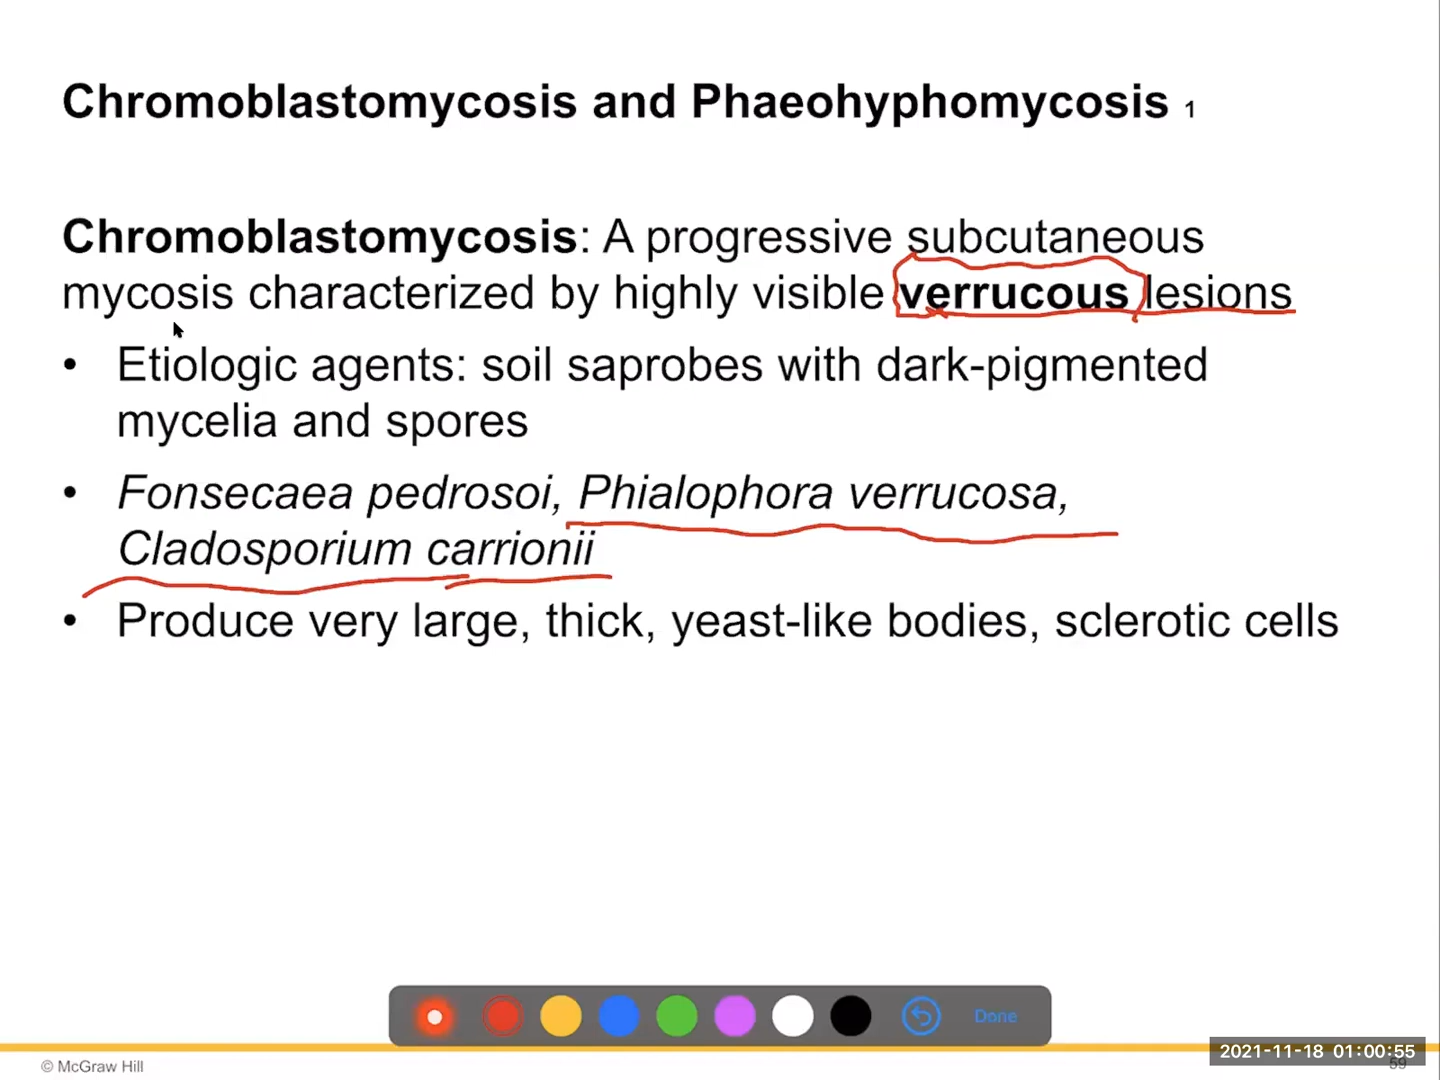 Chromoblastomycosis and Phaeohyphomycosis 1
Chromoblastomycosis: A progressive subcutaneous
mycosis characterized by highly visible verrucous lesions
• Etiologic agents: soil saprobes with dark-pigmented
mycelia and spores
• Fonsecaea pedrosoi, Phialophora verrucosa,
Cladosporium carrionii
• Produce very large, thick, yeast-like bodies, sclerotic cells
Done
© McGraw Hill
2021-11-18 01:00:55
59